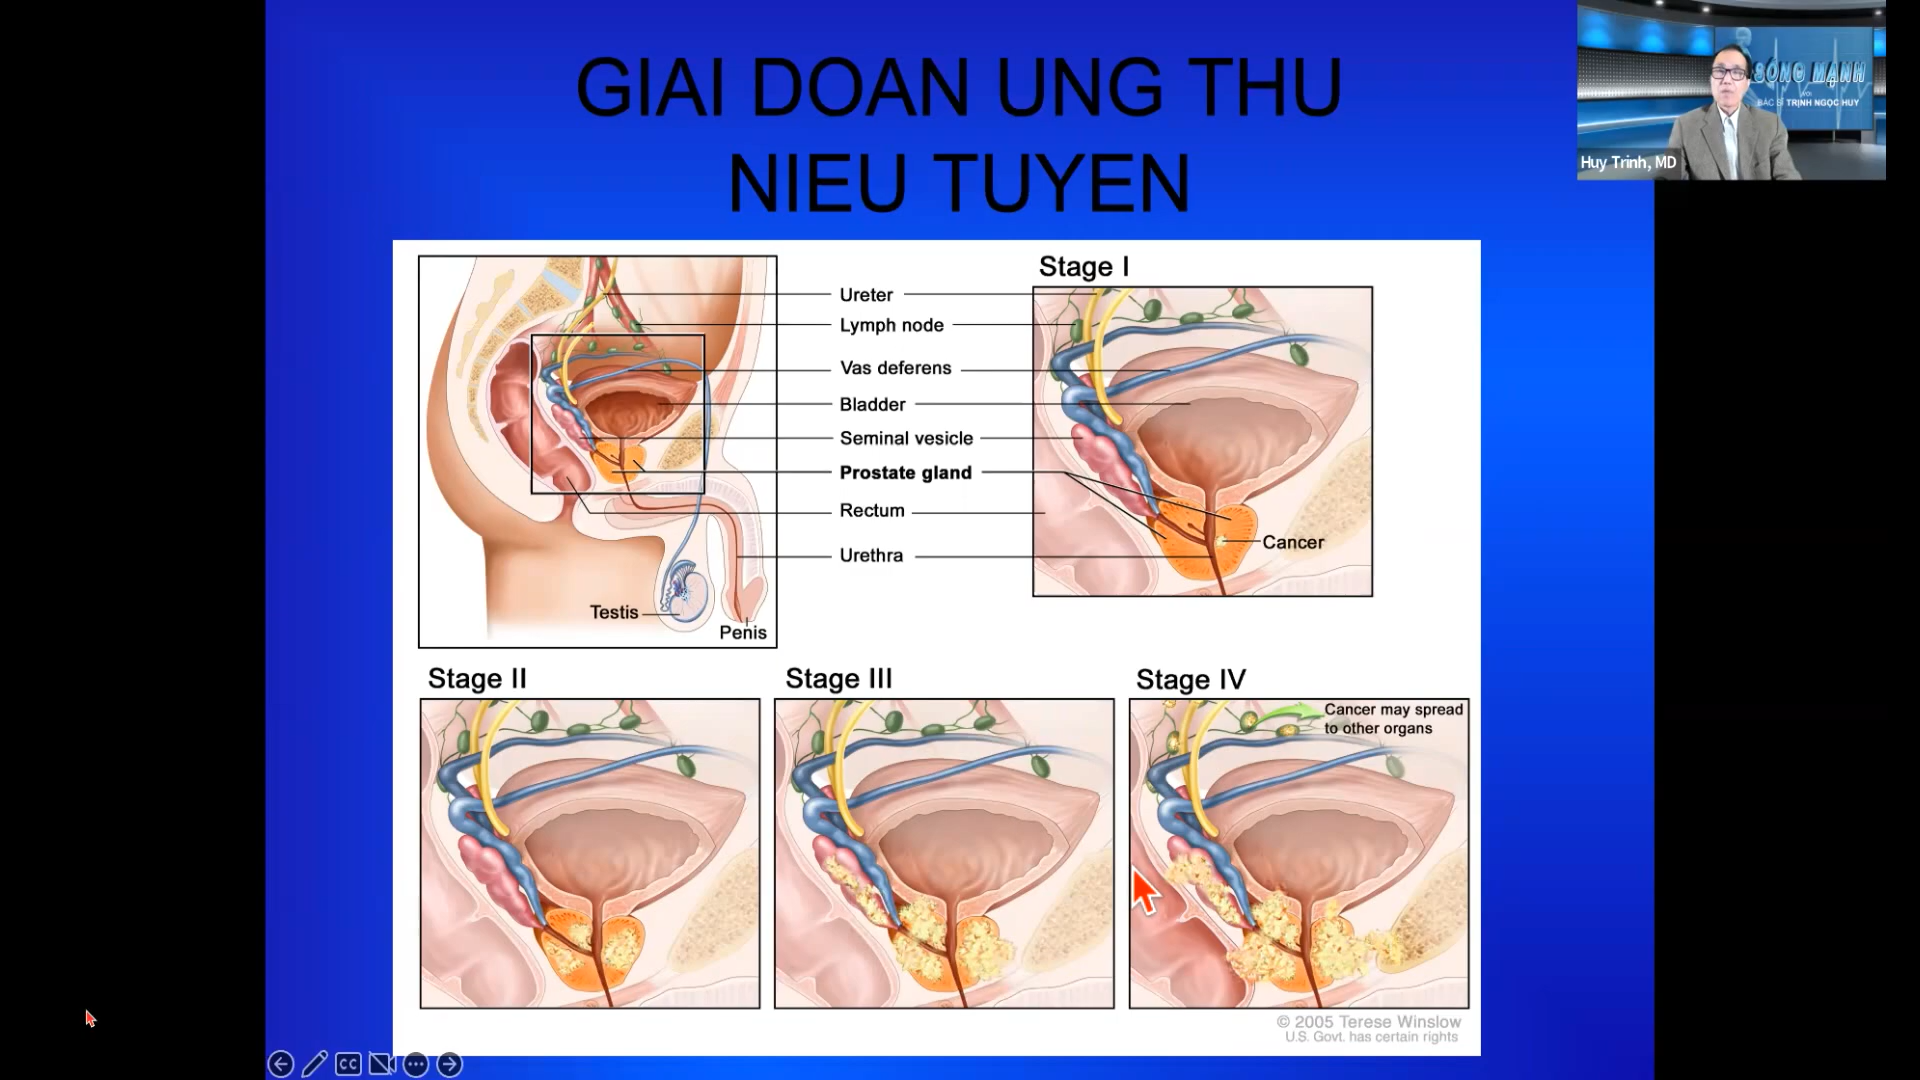 GIAI DOAN UNG THU
NIEU TUYEN
SỐNG MẠNH
VỚI
BÁC SĨ TRỊNH NGỌC HUY
Huy Trinh, MD
Stage I
Ureter
Lymph node
Vas deferens
Bladder
Seminal vesicle
Prostate gland
Rectum
Urethra
Cancer
Testis
Penis
Stage II
Stage III
Stage IV
Cancer may spread
to other organs
© 2005 Terese Winslow
U.S. Govt. has certain rights
CC